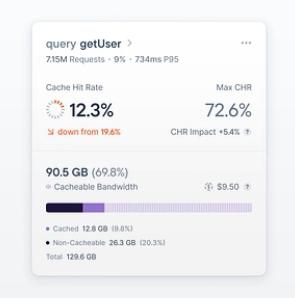 query getUser
7.15M Requests · 9% · 734ms P95
Cache Hit Rate
Max CHR
12.3%
72.6%
down from 19.6%
CHR Impact +5.4% ?
90.5 GB (69.8%)
Cacheable Bandwidth
$9.50 ?
Cached 12.8 GB (9.8%)
Non-Cacheable 26.3 GB (20.3%)
Total 129.6 GB